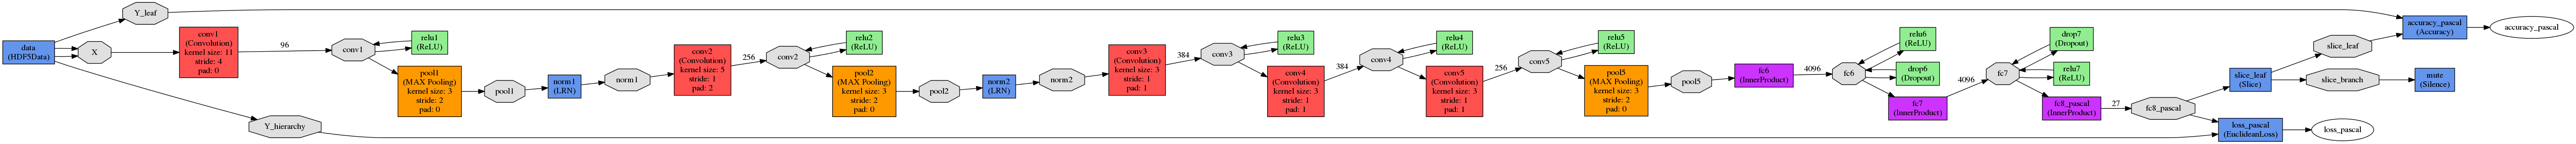 data
(HDF5Data)
Y_leaf
X
Y_hierarchy
conv1
(Convolution)
kernel size: 11
stride: 4
pad: 0
96
conv1
relu1
(ReLU)
pool1
(MAX Pooling)
kernel size: 3
stride: 2
pad: 0
pool1
norm1
(LRN)
norm1
conv2
(Convolution)
kernel size: 5
stride: 1
pad: 2
256
conv2
relu2
(ReLU)
pool2
(MAX Pooling)
kernel size: 3
stride: 2
pad: 0
pool2
norm2
(LRN)
norm2
conv3
(Convolution)
kernel size: 3
stride: 1
pad: 1
384
conv3
relu3
(ReLU)
conv4
(Convolution)
kernel size: 3
stride: 1
pad: 1
384
conv4
relu4
(ReLU)
conv5
(Convolution)
kernel size: 3
stride: 1
pad: 1
256
conv5
relu5
(ReLU)
pool5
(MAX Pooling)
kernel size: 3
stride: 2
pad: 0
pool5
fc6
(InnerProduct)
4096
fc6
relu6
(ReLU)
drop6
(Dropout)
fc7
(InnerProduct)
4096
fc7
drop7
(Dropout)
relu7
(ReLU)
fc8_pascal
(InnerProduct)
27
fc8_pascal
slice_leaf
(Slice)
slice_leaf
slice_branch
mute
(Silence)
loss_pascal
(EuclideanLoss)
loss_pascal
accuracy_pascal
(Accuracy)
accuracy_pascal